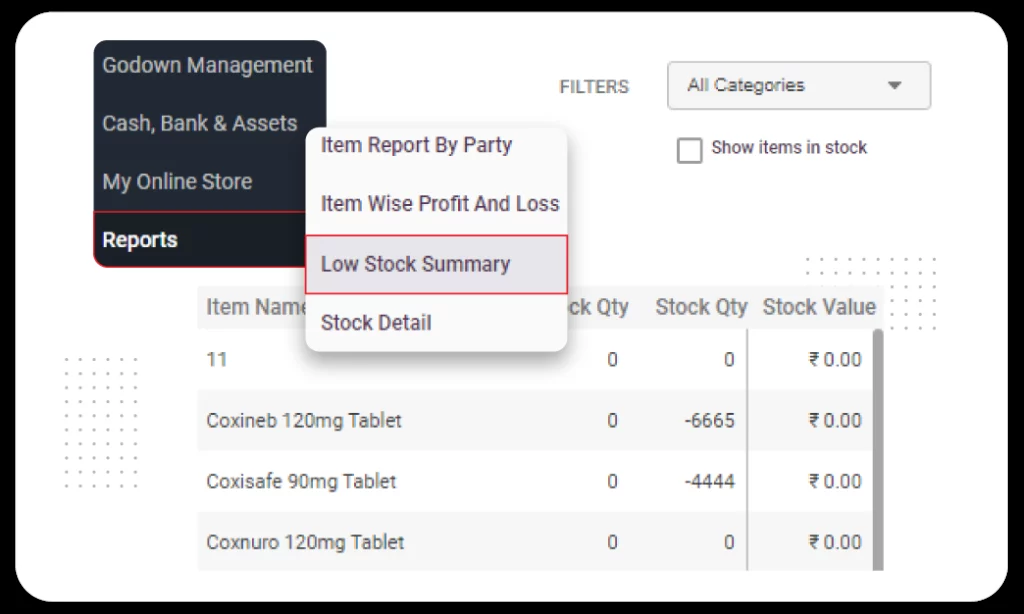 Godown Management
Cash, Bank & Assets
My Online Store
Reports
Item Report By Party
Item Wise Profit And Loss
Low Stock Summary
Stock Detail
FILTERS
All Categories
Show items in stock
Item Name Qty Stock Qty Stock Value
11 0 0 ₹ 0.00
Coxineb 120mg Tablet 0 -6665 ₹ 0.00
Coxisafe 90mg Tablet 0 -4444 ₹ 0.00
Coxnuro 120mg Tablet 0 0 ₹ 0.00